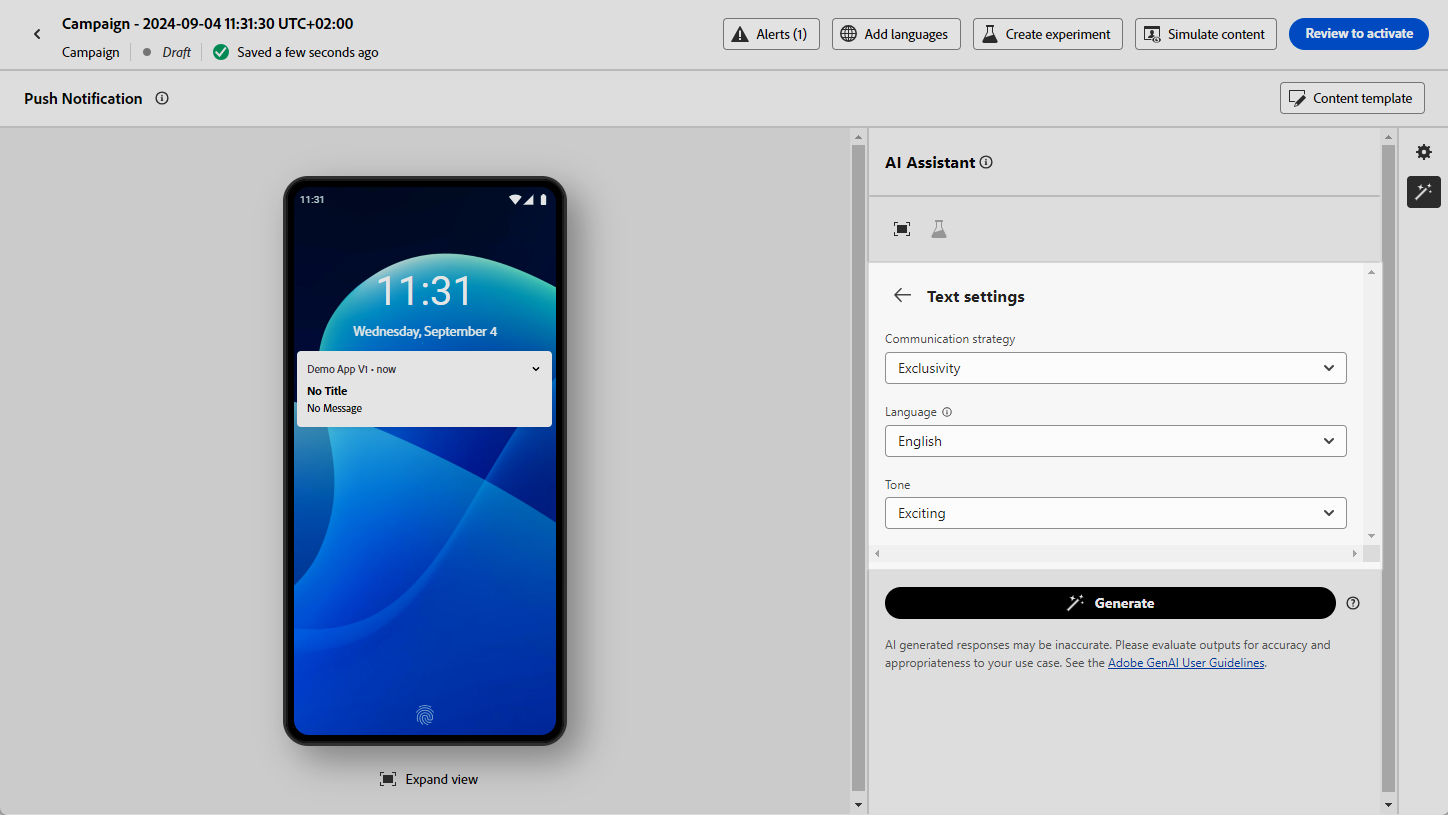 Campaign - 2024-09-04 11:31:30 UTC+02:00
Campaign
Draft
Saved a few seconds ago
Alerts (1)
Add languages
Create experiment
Simulate content
Review to activate
Push Notification
Content template
11:31
11:31
Wednesday, September 4
Demo App V1 • now
No Title
No Message
Expand view
AI Assistant
Text settings
Communication strategy
Exclusivity
Language
English
Tone
Exciting
Generate
AI generated responses may be inaccurate. Please evaluate outputs for accuracy and
appropriateness to your use case. See the Adobe GenAI User Guidelines.